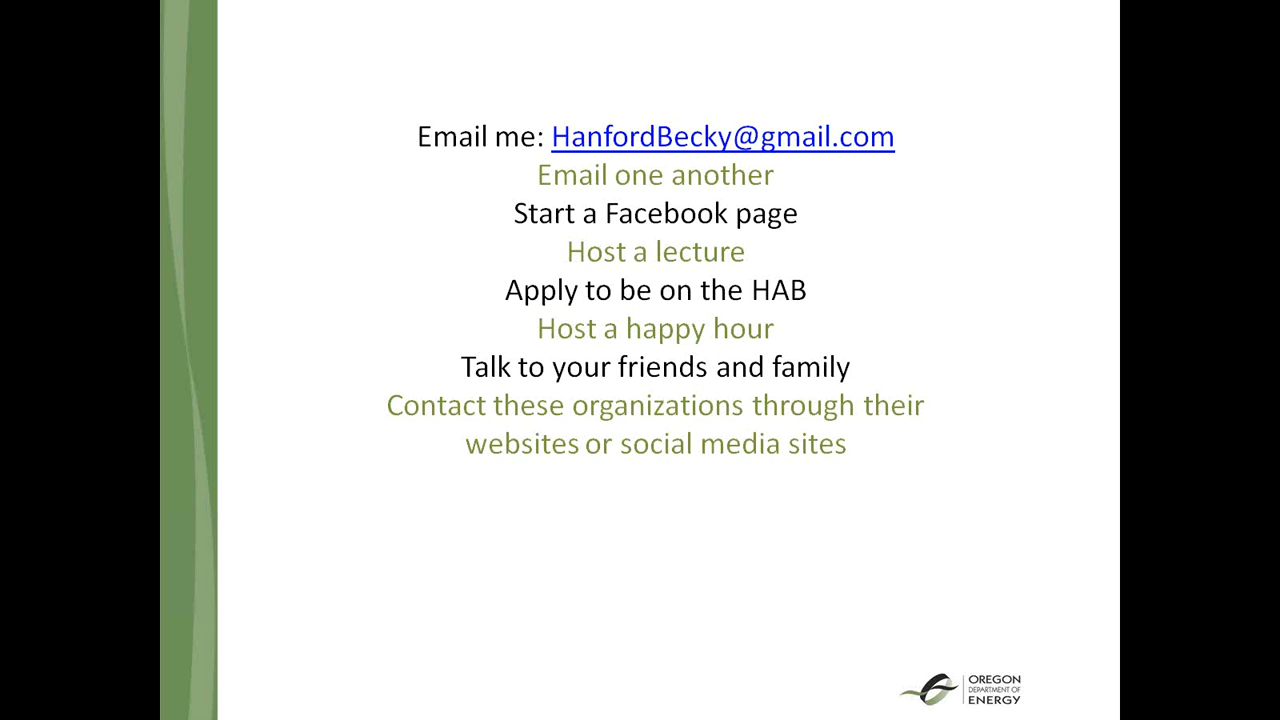 Email me: HanfordBecky@gmail.com
Email one another
Start a Facebook page
Host a lecture
Apply to be on the HAB
Host a happy hour
Talk to your friends and family
Contact these organizations through their
websites or social media sites
OREGON
DEPARTMENT OF
ENERGY